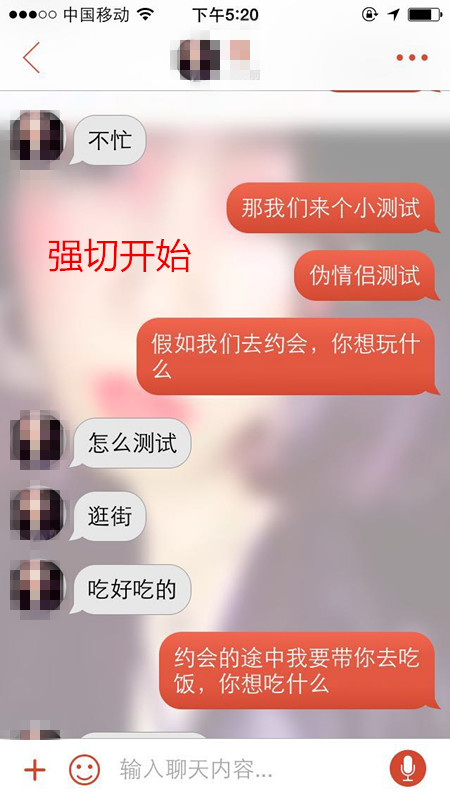 中国移动
下午5:20
不忙
那我们来个小测试
强切开始
伪情侣测试
假如我们去约会，你想玩什
么
怎么测试
逛街
吃好吃的
约会的途中我要带你去吃
饭，你想吃什么
输入聊天内容...